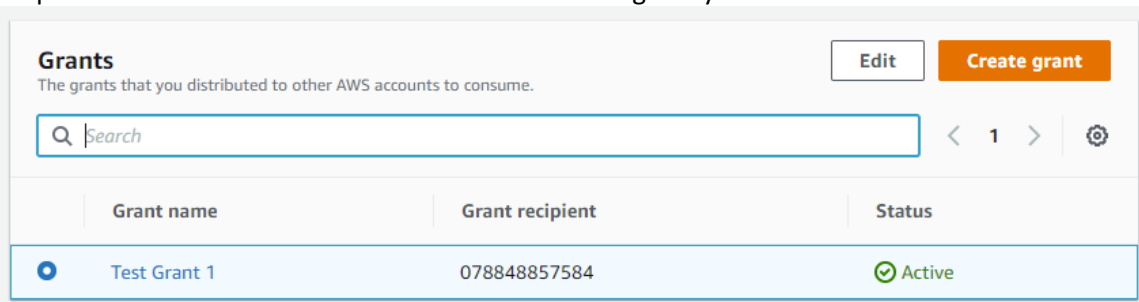 Grants
Edit
Create grant
The grants that you distributed to other AWS accounts to consume.
Search
1
Grant name Grant recipient Status
Test Grant 1 078848857584 Active